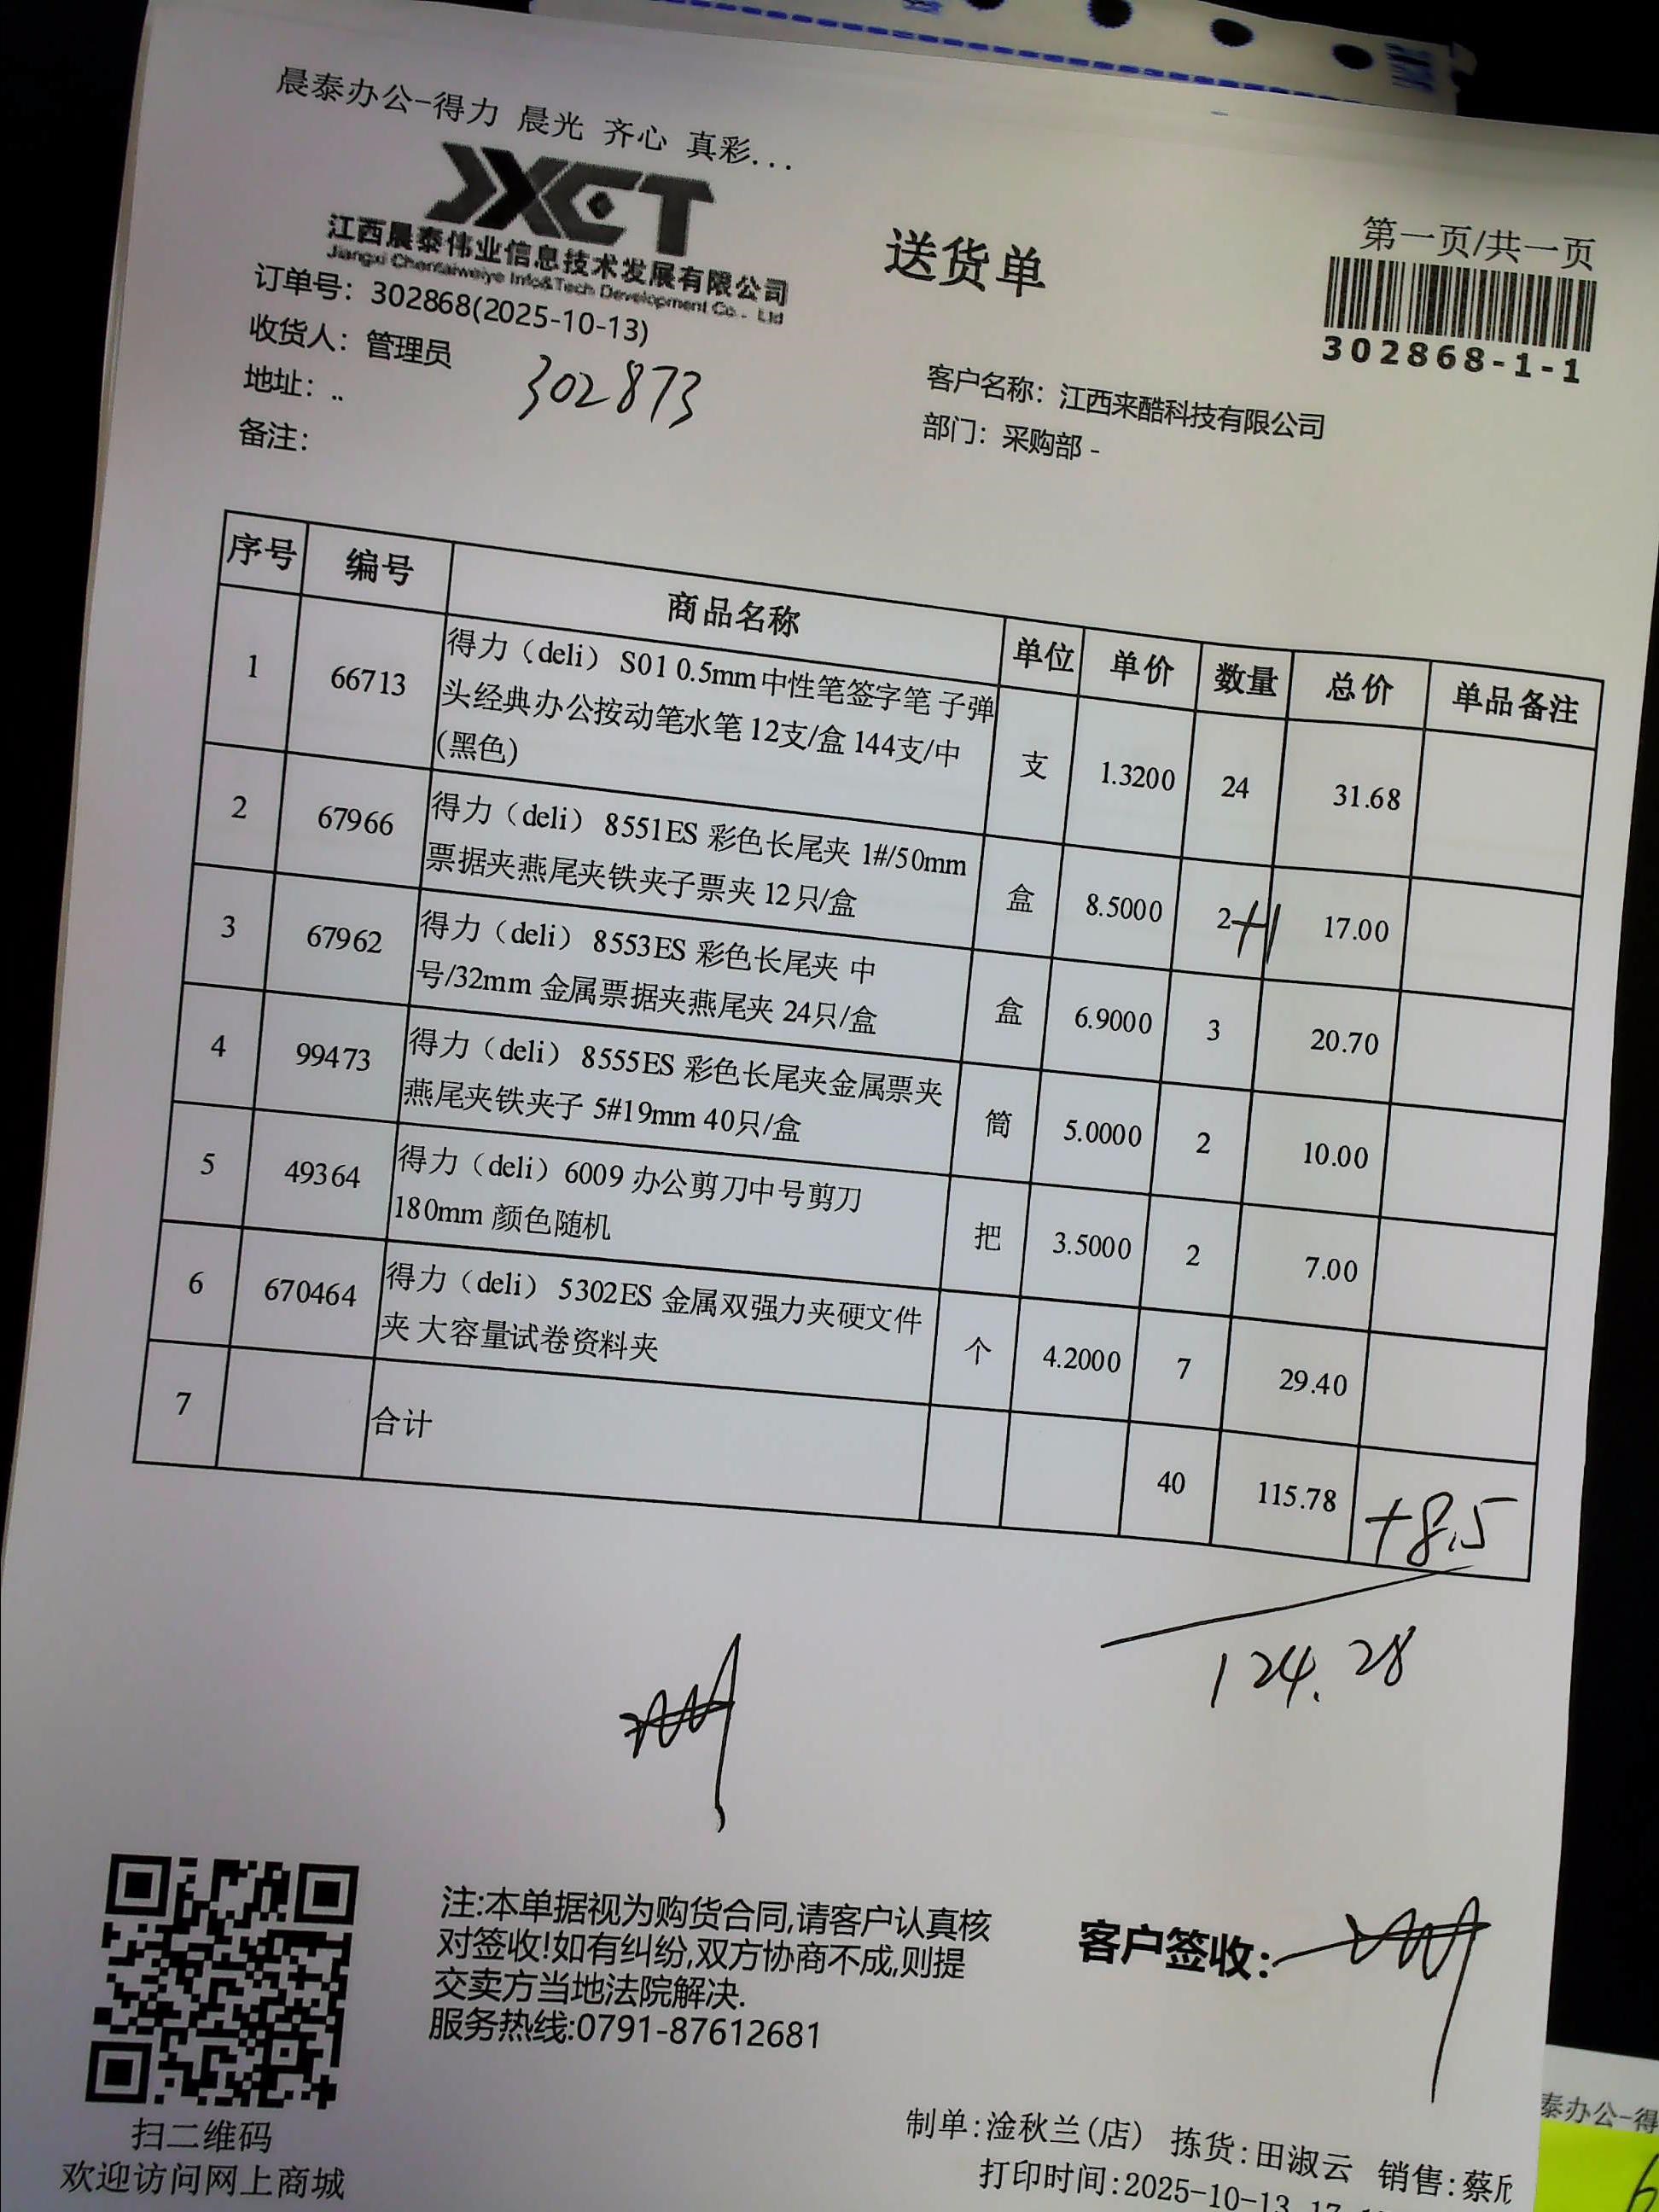 晨泰办公-得力 晨光 齐心 真彩...
JXCT
江西晨泰伟业信息技术发展有限公司
Jiangxi Chentaiweiye Info&Tech Development Co., Ltd
送货单
第一页/共一页
302868-1-1
订单号: 302868(2025-10-13)
收货人: 管理员
302873
地址: ..
备注:
客户名称: 江西来酷科技有限公司
部门: 采购部 -
序号 编号 商品名称 单位 单价 数量 总价 单品备注
1 66713 得力（deli） S01 0.5mm中性笔签字笔 子弹
头经典办公按动笔水笔 12支/盒 144支/中
(黑色) 支 1.3200 24 31.68
2 67966 得力（deli） 8551ES 彩色长尾夹 1#/50mm
票据夹燕尾夹铁夹子票夹 12只/盒 盒 8.5000 2+1 17.00
3 67962 得力（deli） 8553ES 彩色长尾夹 中
号/32mm 金属票据夹燕尾夹 24只/盒 盒 6.9000 3 20.70
4 99473 得力（deli） 8555ES 彩色长尾夹金属票夹
燕尾夹铁夹子 5#19mm 40只/盒 筒 5.0000 2 10.00
5 49364 得力（deli）6009 办公剪刀中号剪刀
180mm 颜色随机 把 3.5000 2 7.00
6 670464 得力（deli） 5302ES 金属双强力夹硬文件
夹 大容量试卷资料夹 个 4.2000 7 29.40
7 合计 40 115.78 +8.5
124.28
注:本单据视为购货合同,请客户认真核
对签收!如有纠纷,双方协商不成,则提
交卖方当地法院解决.
服务热线:0791-87612681
客户签收:
扫二维码
欢迎访问网上商城
制单:淦秋兰(店) 拣货:田淑云 销售:蔡欣
打印时间:2025-10-13
泰办公-得